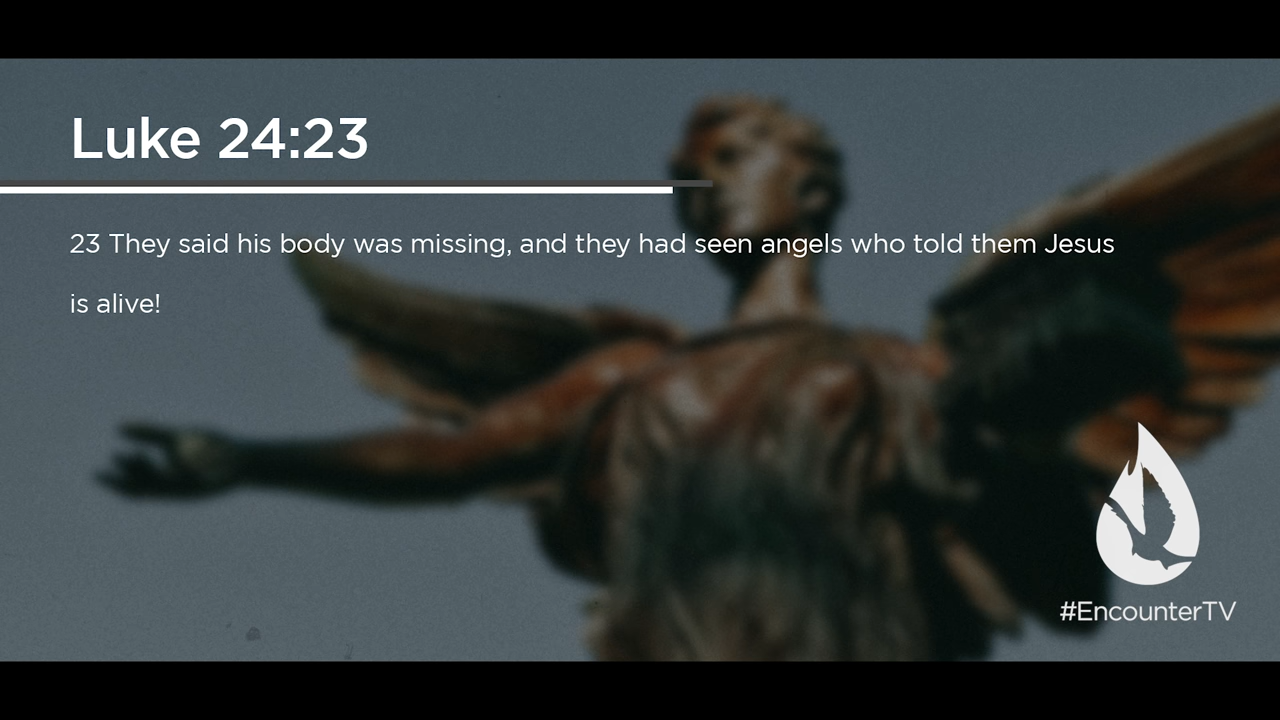 Luke 24:23
23 They said his body was missing, and they had seen angels who told them Jesus
is alive!
#EncounterTV